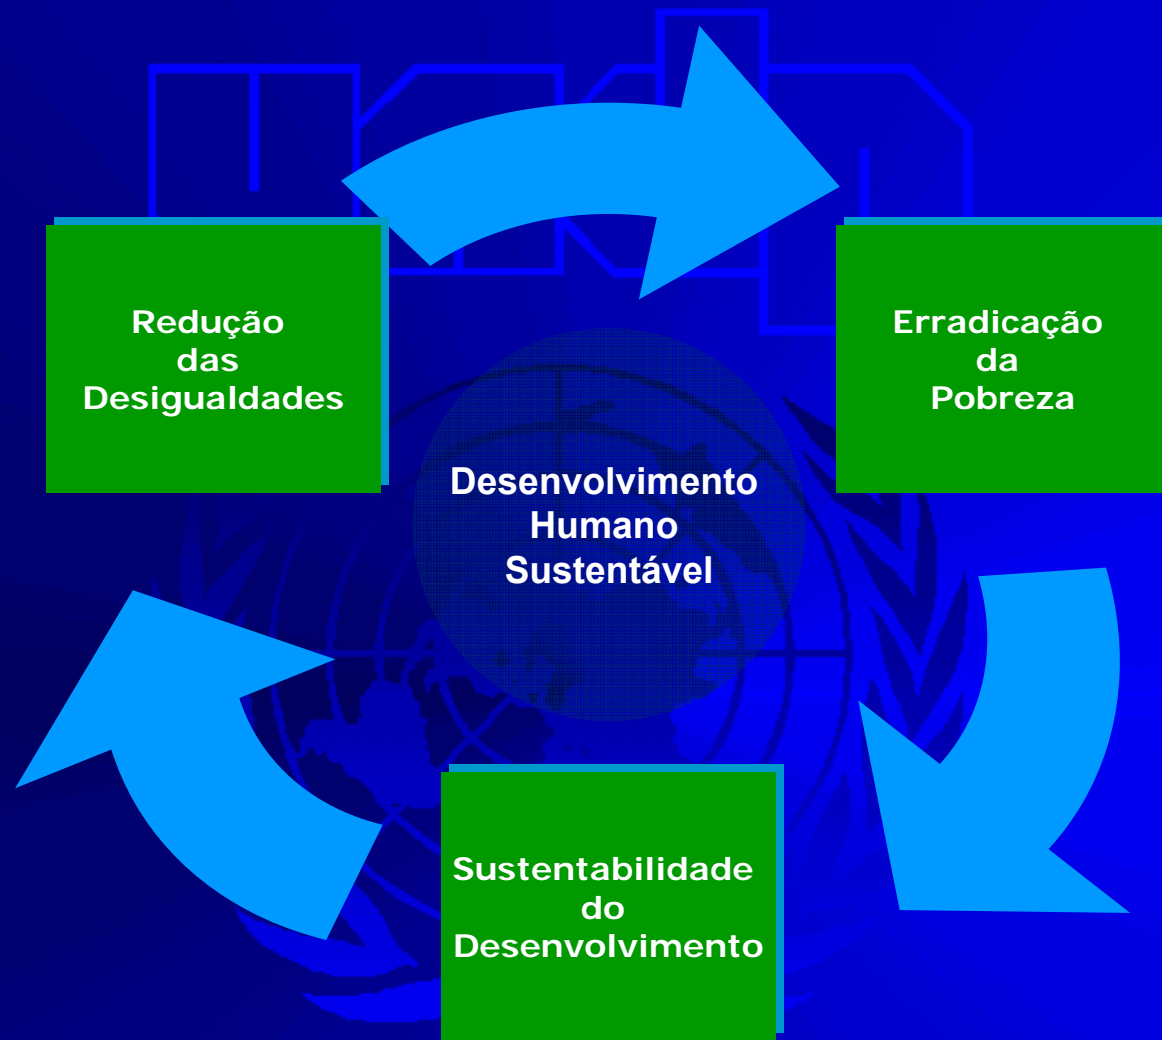 Redução
das
Desigualdades
Erradicação
da
Pobreza
Desenvolvimento
Humano
Sustentável
Sustentabilidade
do
Desenvolvimento